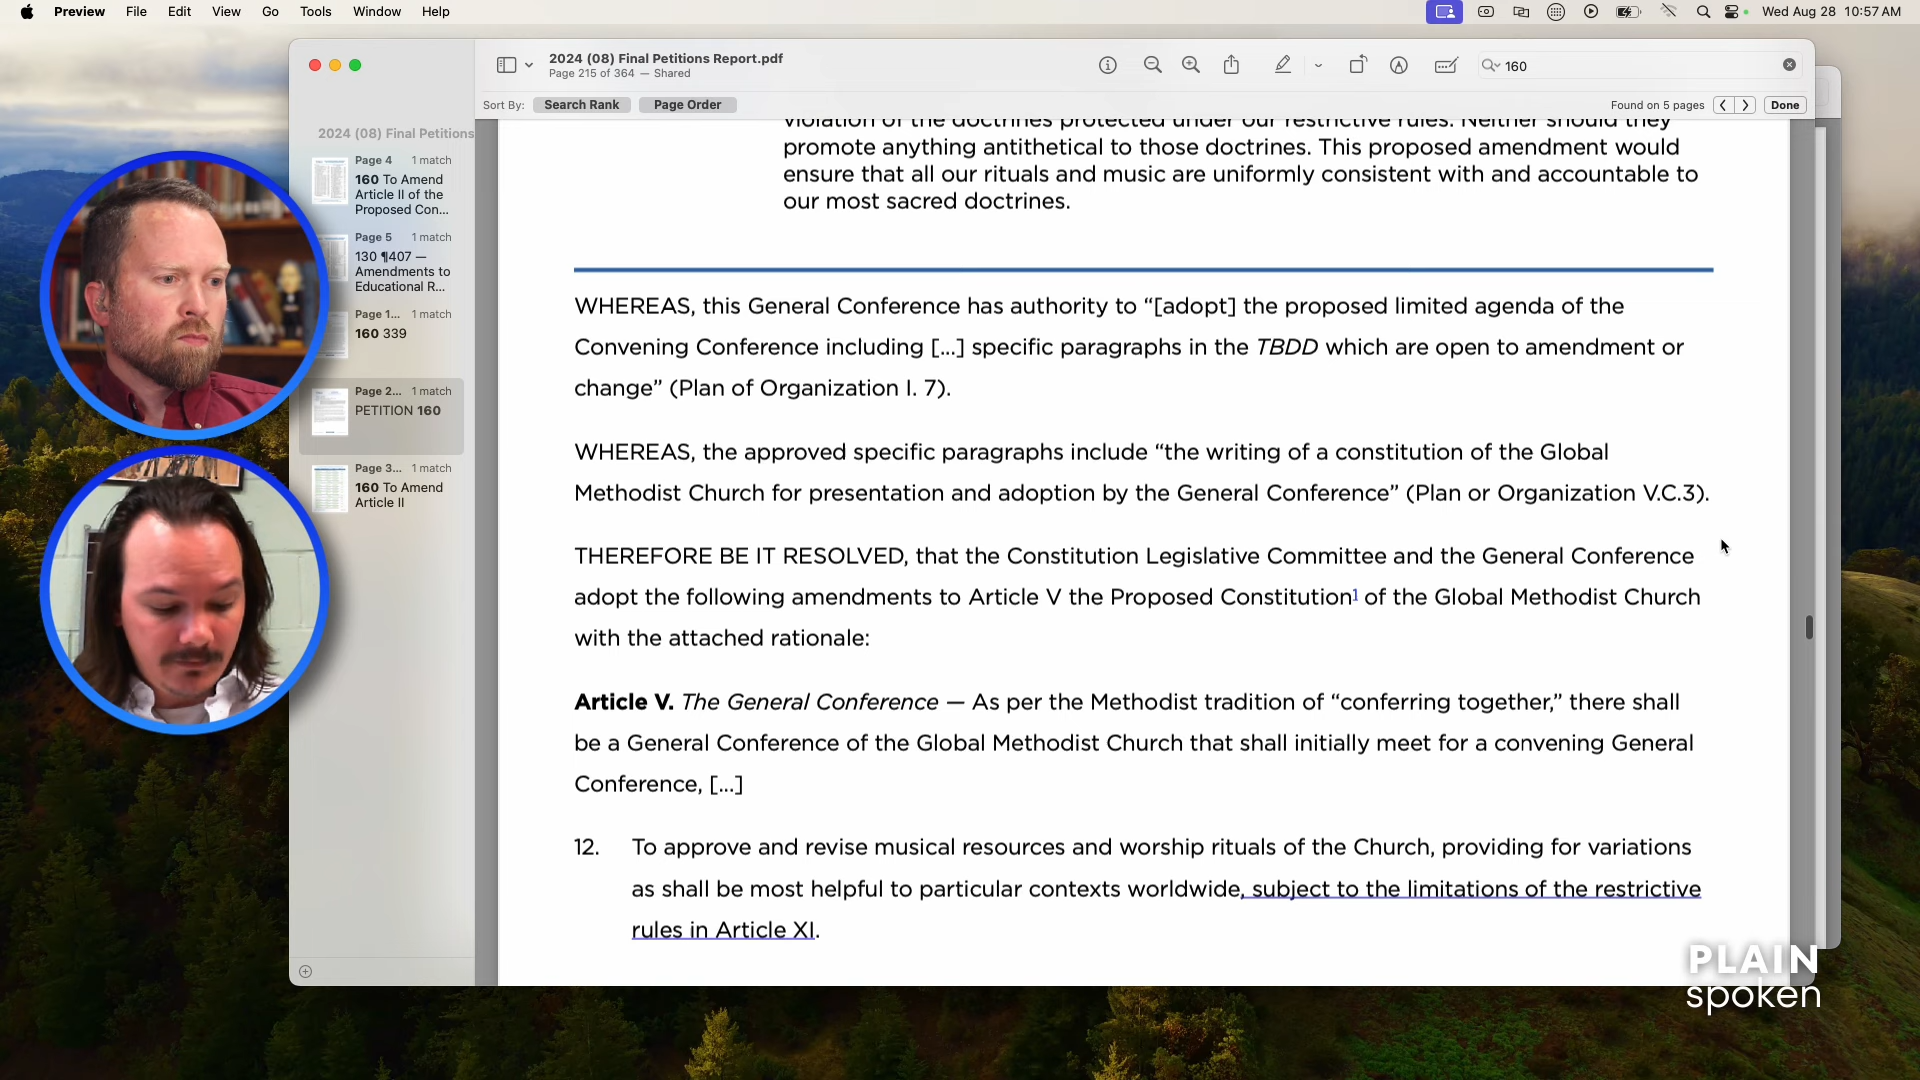 Preview File Edit View Go Tools Window Help
Wed Aug 28 10:57 AM
2024 (08) Final Petitions Report.pdf
Page 215 of 364 — Shared
160
Sort By: Search Rank Page Order
Found on 5 pages
Done
2024 (08) Final Petitions
Page 4 1 match
160 To Amend
Article II of the
Proposed Con...
Page 5 1 match
130 ¶407 —
Amendments to
Educational R...
Page 1... 1 match
160 339
Page 2... 1 match
PETITION 160
Page 3... 1 match
160 To Amend
Article II
violation of the doctrines protected under our restrictive rules. Neither should they
promote anything antithetical to those doctrines. This proposed amendment would
ensure that all our rituals and music are uniformly consistent with and accountable to
our most sacred doctrines.
WHEREAS, this General Conference has authority to “[adopt] the proposed limited agenda of the
Convening Conference including [...] specific paragraphs in the TBDD which are open to amendment or
change” (Plan of Organization I. 7).
WHEREAS, the approved specific paragraphs include “the writing of a constitution of the Global
Methodist Church for presentation and adoption by the General Conference” (Plan or Organization V.C.3).
THEREFORE BE IT RESOLVED, that the Constitution Legislative Committee and the General Conference
adopt the following amendments to Article V the Proposed Constitution1 of the Global Methodist Church
with the attached rationale:
Article V. The General Conference — As per the Methodist tradition of “conferring together,” there shall
be a General Conference of the Global Methodist Church that shall initially meet for a convening General
Conference, [...]
12. To approve and revise musical resources and worship rituals of the Church, providing for variations
as shall be most helpful to particular contexts worldwide, subject to the limitations of the restrictive
rules in Article XI.
PLAIN
spoken